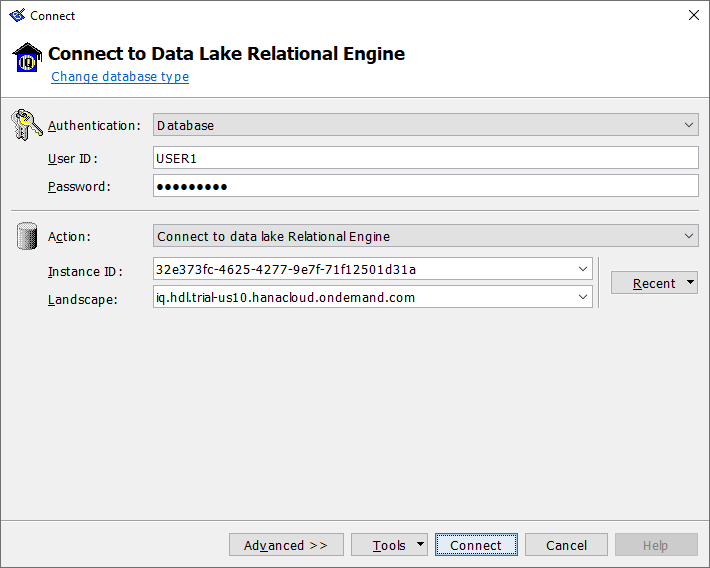 Connect
IQ
Connect to Data Lake Relational Engine
Change database type
Authentication: Database
User ID: USER1
Password: ●●●●●●●●●
Action: Connect to data lake Relational Engine
Instance ID: 32e373fc-4625-4277-9e7f-71f12501d31a
Landscape: iq.hdl.trial-us10.hanacloud.ondemand.com
Recent
Advanced >> Tools Connect Cancel Help